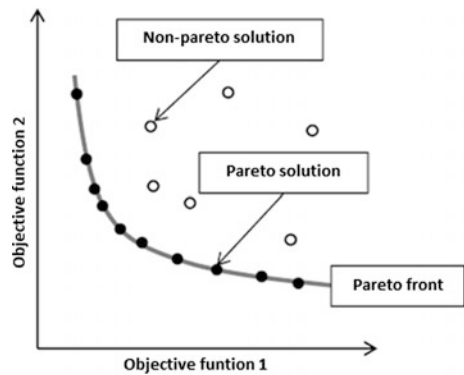 Non-pareto solution
Objective function 2
Pareto solution
Pareto front
Objective funtion 1